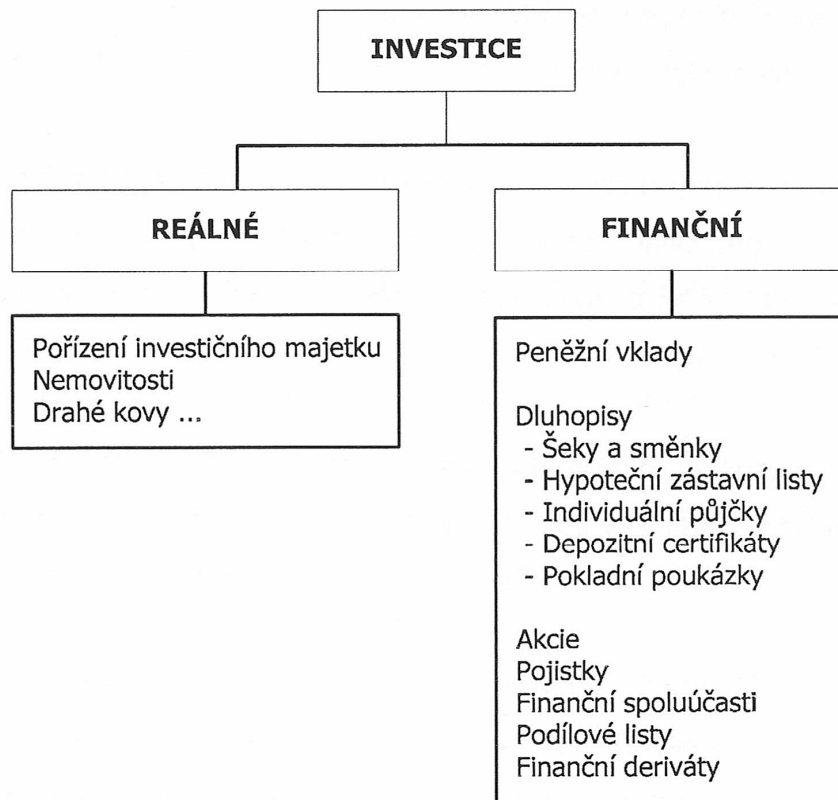 INVESTICE
REÁLNÉ
Pořízení investičního majetku
Nemovitosti
Drahé kovy ...
FINANČNÍ
Peněžní vklady
Dluhopisy
- Šeky a směnky
- Hypoteční zástavní listy
- Individuální půjčky
- Depozitní certifikáty
- Pokladní poukázky
Akcie
Pojistky
Finanční spoluúčasti
Podílové listy
Finanční deriváty